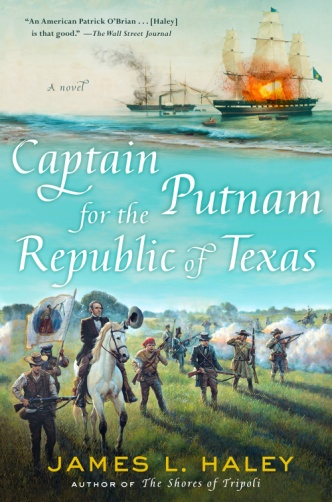 "An American Patrick O'Brian . . . [Haley]
is that good." —The Wall Street Journal
A novel
Captain Putnam
for the
Republic of Texas
JAMES L. HALEY
AUTHOR OF The Shores of Tripoli